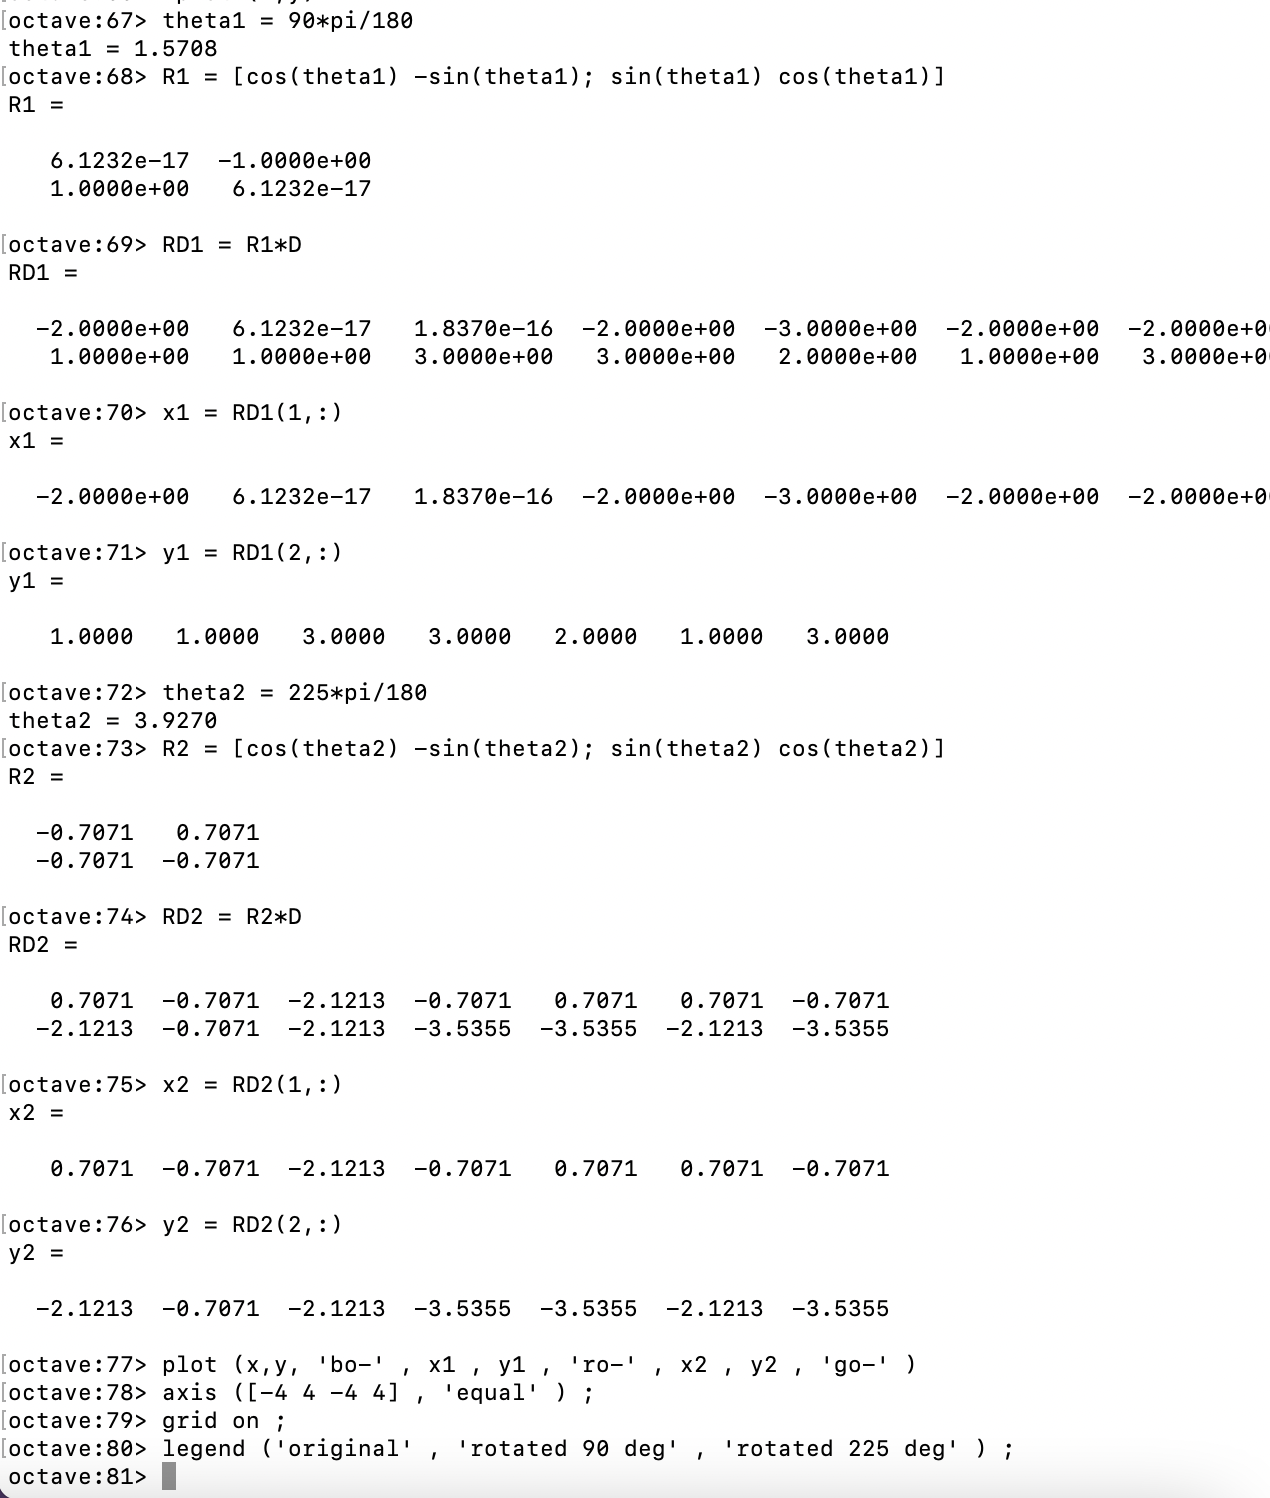 [octave:67> theta1 = 90*pi/180
theta1 = 1.5708
[octave:68> R1 = [cos(theta1) -sin(theta1); sin(theta1) cos(theta1)]
R1 =
6.1232e-17 -1.0000e+00
1.0000e+00 6.1232e-17
[octave:69> RD1 = R1*D
RD1 =
-2.0000e+00 6.1232e-17 1.8370e-16 -2.0000e+00 -3.0000e+00 -2.0000e+00 -2.0000e+0
1.0000e+00 1.0000e+00 3.0000e+00 3.0000e+00 2.0000e+00 1.0000e+00 3.0000e+0
[octave:70> x1 = RD1(1,:)
x1 =
-2.0000e+00 6.1232e-17 1.8370e-16 -2.0000e+00 -3.0000e+00 -2.0000e+00 -2.0000e+0
[octave:71> y1 = RD1(2,:)
y1 =
1.0000 1.0000 3.0000 3.0000 2.0000 1.0000 3.0000
[octave:72> theta2 = 225*pi/180
theta2 = 3.9270
[octave:73> R2 = [cos(theta2) -sin(theta2); sin(theta2) cos(theta2)]
R2 =
-0.7071 0.7071
-0.7071 -0.7071
[octave:74> RD2 = R2*D
RD2 =
0.7071 -0.7071 -2.1213 -0.7071 0.7071 0.7071 -0.7071
-2.1213 -0.7071 -2.1213 -3.5355 -3.5355 -2.1213 -3.5355
[octave:75> x2 = RD2(1,:)
x2 =
0.7071 -0.7071 -2.1213 -0.7071 0.7071 0.7071 -0.7071
[octave:76> y2 = RD2(2,:)
y2 =
-2.1213 -0.7071 -2.1213 -3.5355 -3.5355 -2.1213 -3.5355
[octave:77> plot (x,y, 'bo-' , x1 , y1 , 'ro-' , x2 , y2 , 'go-' )
[octave:78> axis ([-4 4 -4 4] , 'equal' ) ;
[octave:79> grid on ;
[octave:80> legend ('original' , 'rotated 90 deg' , 'rotated 225 deg' ) ;
octave:81>